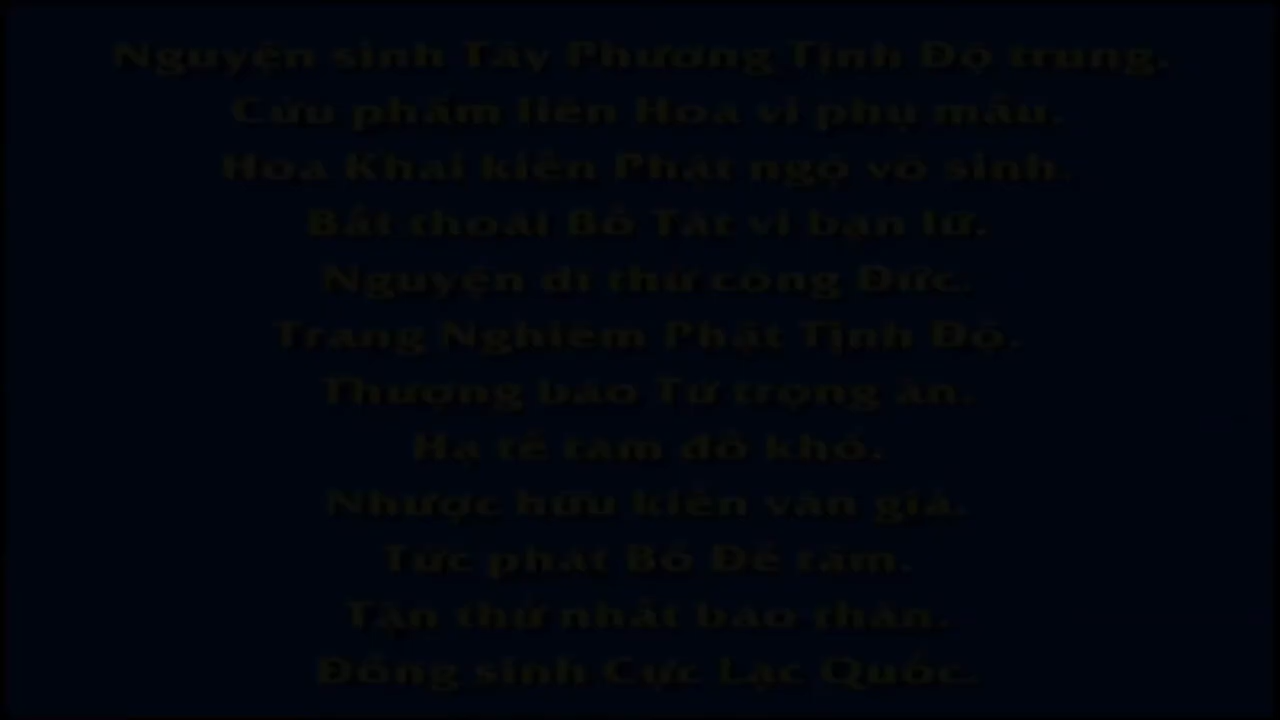 Nguyện sinh Tây Phương Tịnh Độ trung.
Cửu phẩm liên Hoa vi phụ mẫu.
Hoa Khai kiến Phật ngộ vô sinh.
Bất thoái Bồ Tát vi bạn lữ.
Nguyện dĩ thử công Đức.
Trang Nghiêm Phật Tịnh Độ.
Thượng báo Tứ trọng ân.
Hạ tế tam đồ khổ.
Nhược hữu kiến văn giả.
Tức phát Bồ Đề tâm.
Tận thử nhất báo thân.
Đồng sinh Cực Lạc Quốc.